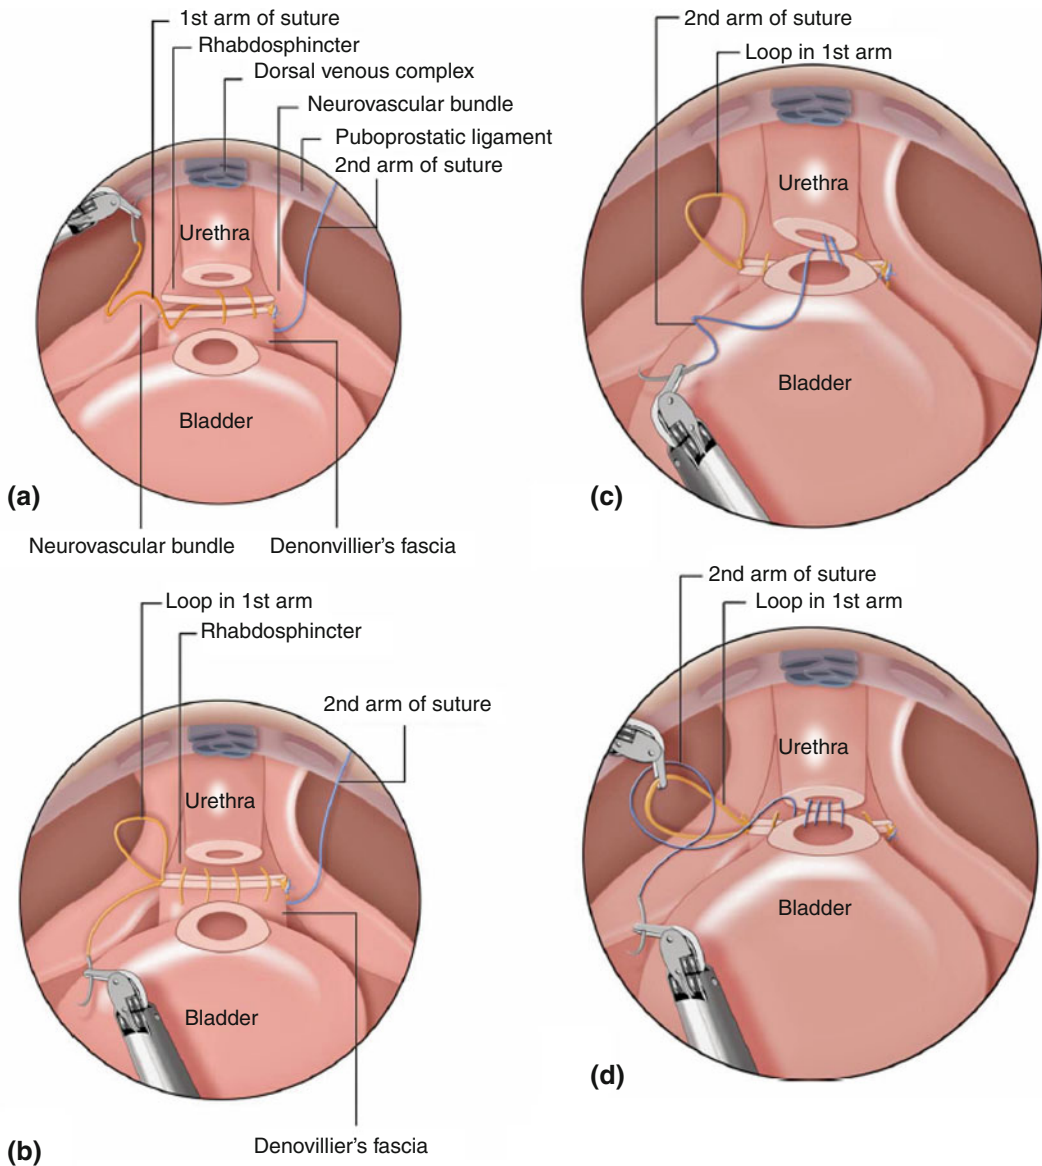 1st arm of suture
Rhabdosphincter
Dorsal venous complex
Neurovascular bundle
Puboprostatic ligament
2nd arm of suture
Urethra
Bladder
(a)
Neurovascular bundle
Denonvillier's fascia
Loop in 1st arm
Rhabdosphincter
2nd arm of suture
Urethra
Bladder
Denovillier's fascia
(b)
2nd arm of suture
Loop in 1st arm
Urethra
Bladder
(c)
2nd arm of suture
Loop in 1st arm
Urethra
Bladder
(d)